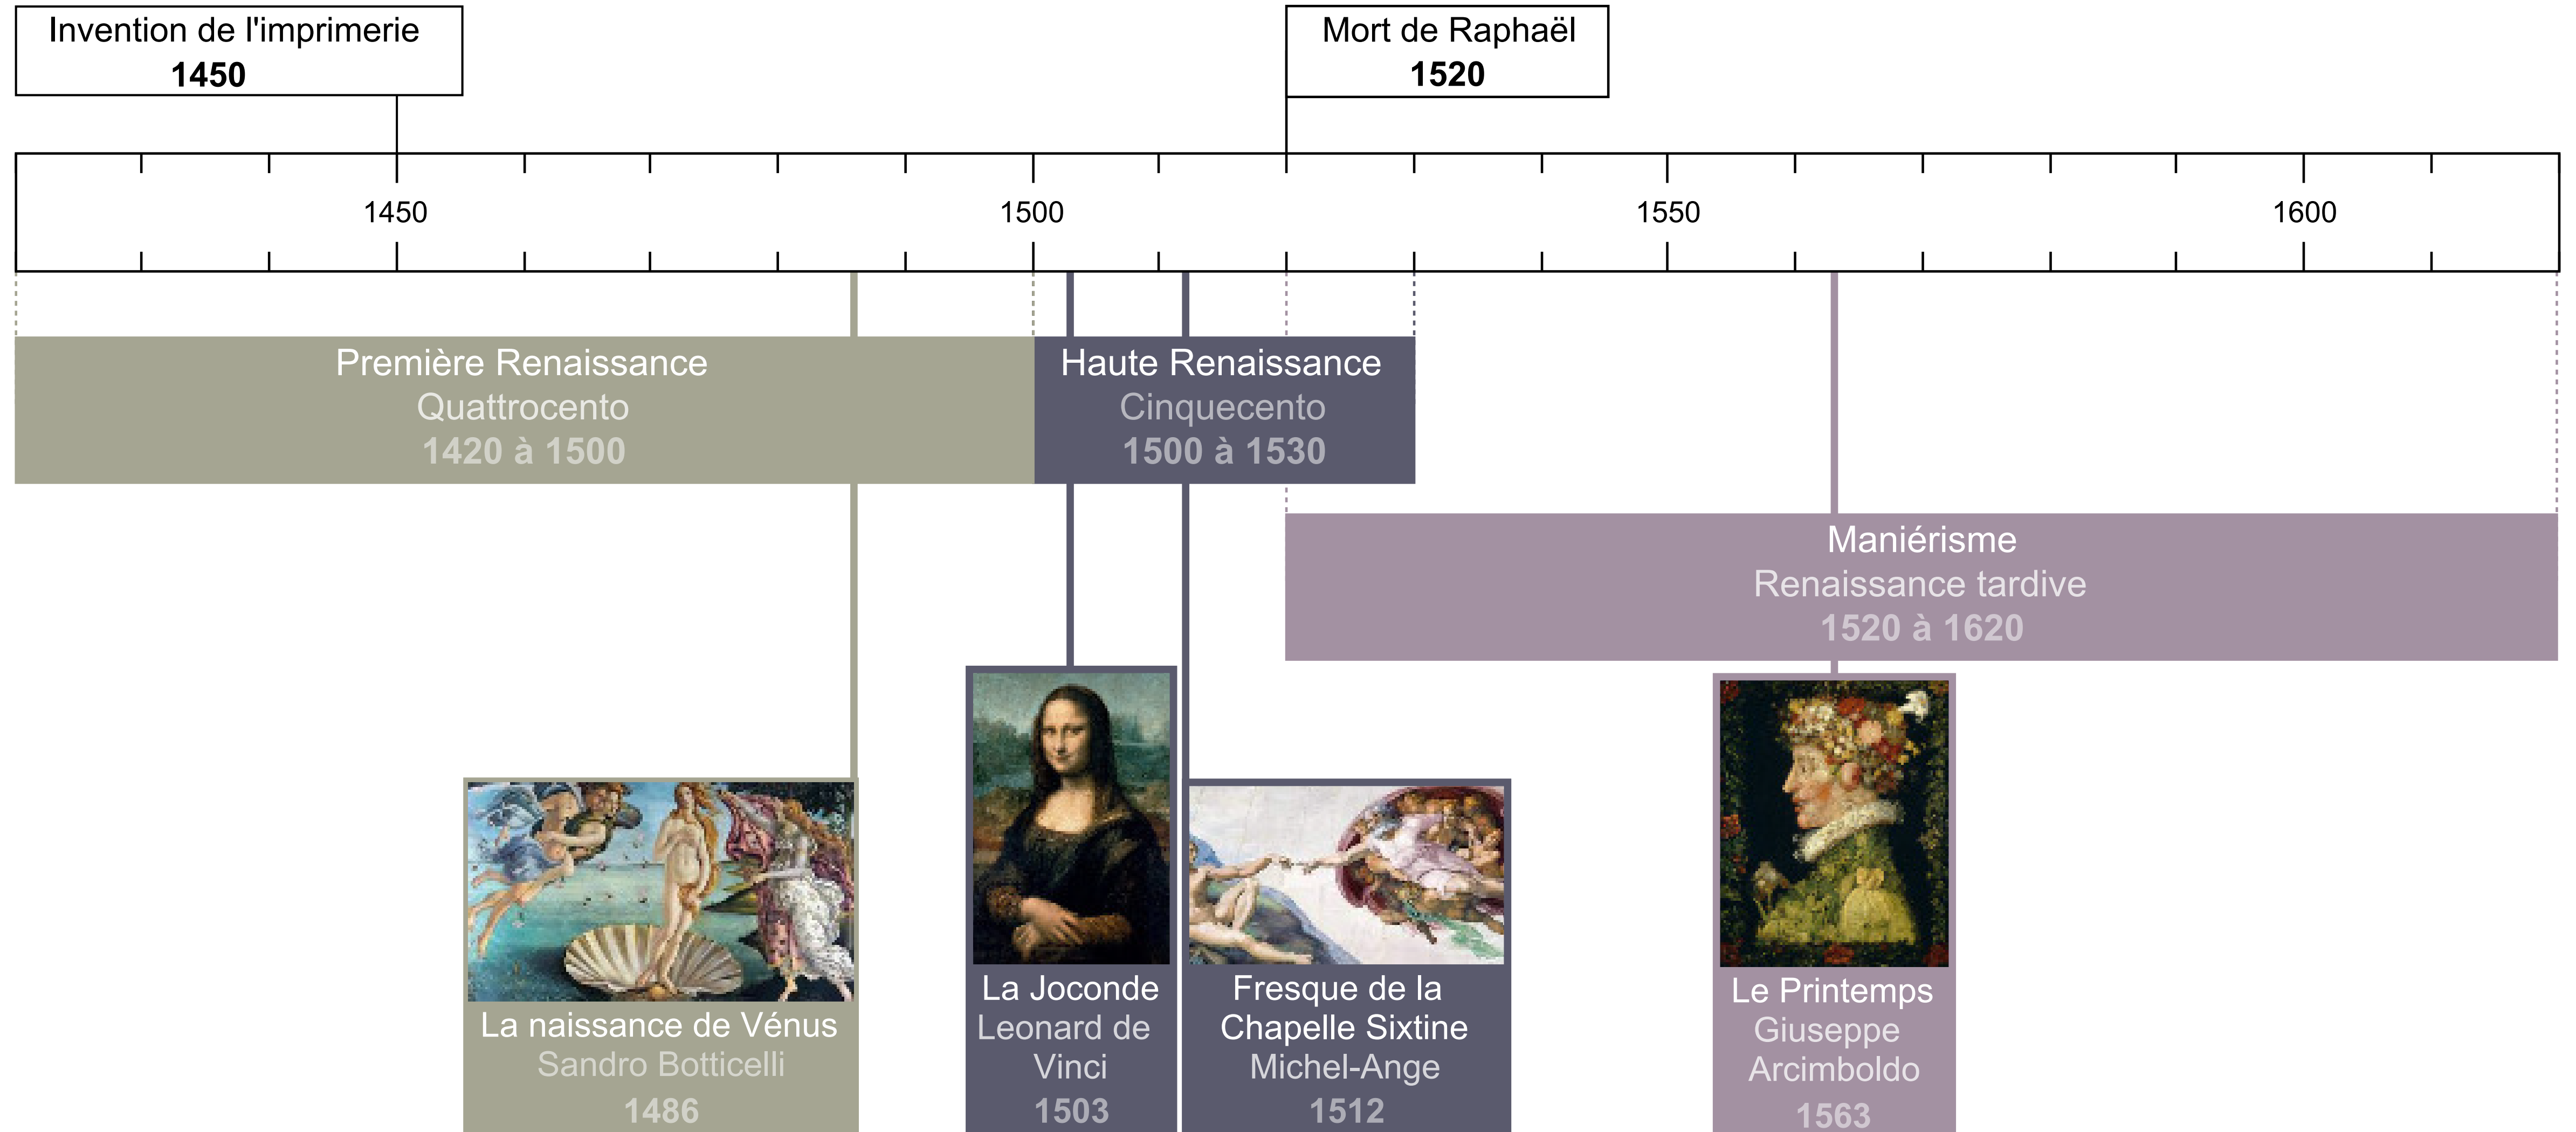 Invention de l'imprimerie
1450
Mort de Raphaël
1520
1450
1500
1550
1600
Première Renaissance
Quattrocento
1420 à 1500
Haute Renaissance
Cinquecento
1500 à 1530
Maniérisme
Renaissance tardive
1520 à 1620
La naissance de Vénus
Sandro Botticelli
1486
La Joconde
Leonard de
Vinci
1503
Fresque de la
Chapelle Sixtine
Michel-Ange
1512
Le Printemps
Giuseppe
Arcimboldo
1563